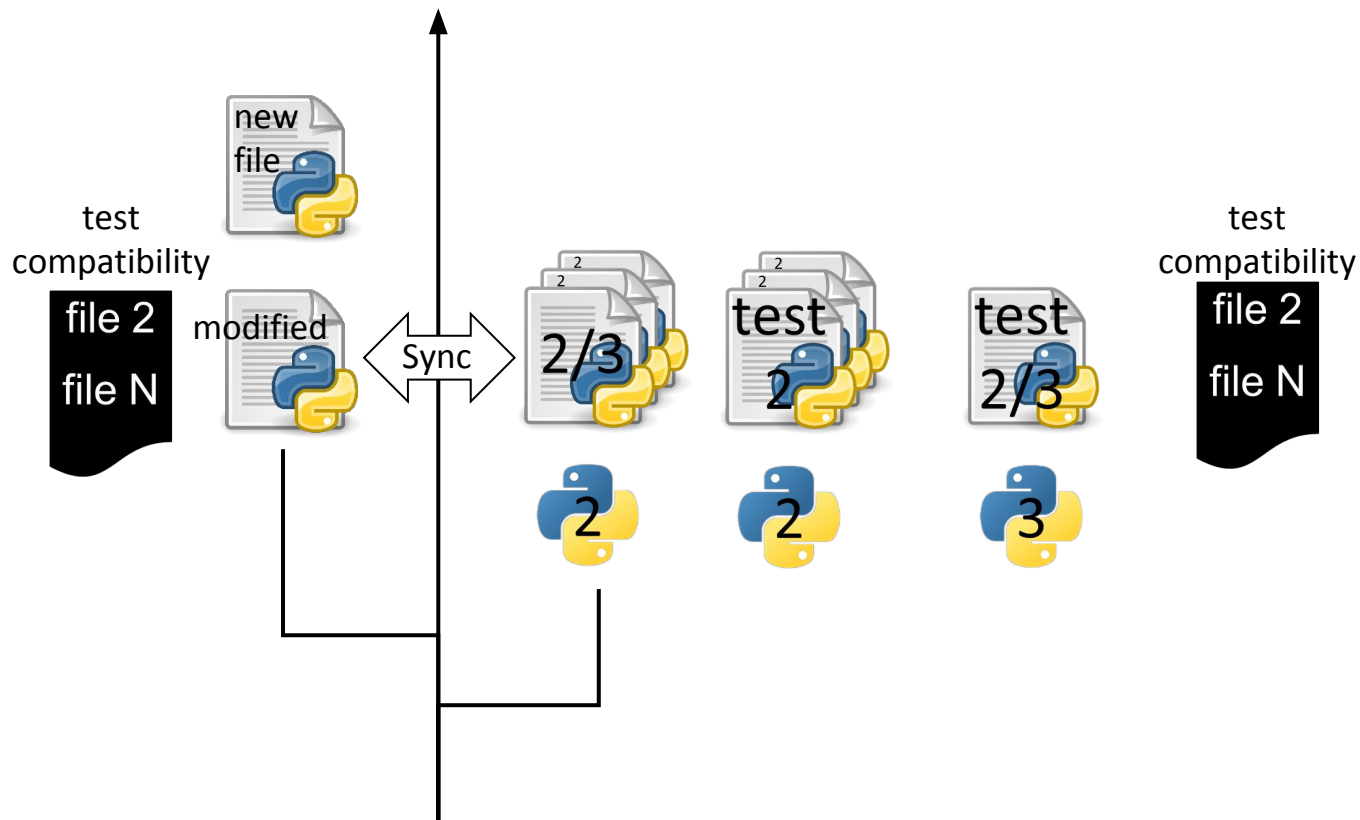 new
file
test
compatibility
file 2
file N
modified
Sync
2
2
2/3
2
2
2
test
2
2
test
2/3
3
test
compatibility
file 2
file N